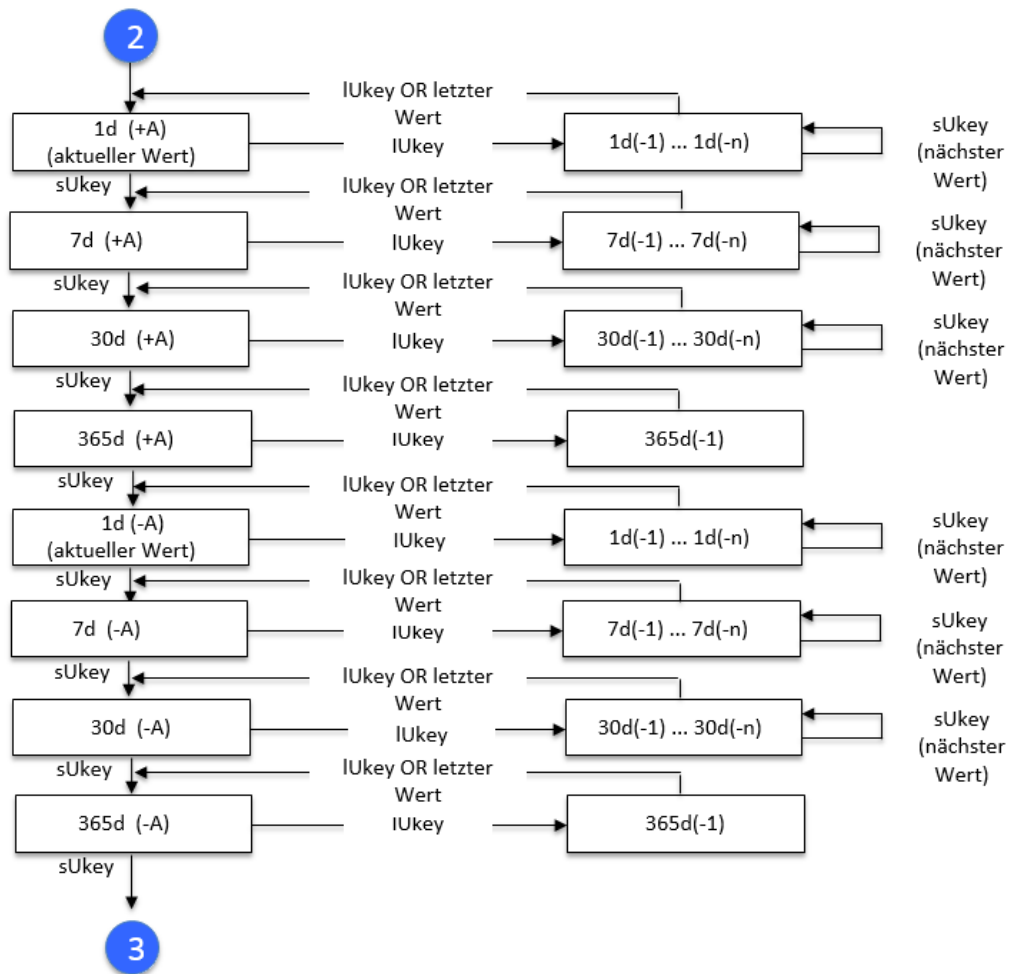 2
lUkey OR letzter
Wert
1d (+A)
(aktueller Wert)
lUkey
1d(-1) ... 1d(-n)
sUkey
(nächster
Wert)
sUkey
lUkey OR letzter
Wert
7d (+A)
lUkey
7d(-1) ... 7d(-n)
sUkey
(nächster
Wert)
sUkey
lUkey OR letzter
Wert
30d (+A)
lUkey
30d(-1) ... 30d(-n)
sUkey
(nächster
Wert)
sUkey
lUkey OR letzter
Wert
365d (+A)
lUkey
365d(-1)
sUkey
lUkey OR letzter
Wert
1d (-A)
(aktueller Wert)
lUkey
1d(-1) ... 1d(-n)
sUkey
(nächster
Wert)
sUkey
lUkey OR letzter
Wert
7d (-A)
lUkey
7d(-1) ... 7d(-n)
sUkey
(nächster
Wert)
sUkey
lUkey OR letzter
Wert
30d (-A)
lUkey
30d(-1) ... 30d(-n)
sUkey
(nächster
Wert)
sUkey
lUkey OR letzter
Wert
365d (-A)
lUkey
365d(-1)
sUkey
3